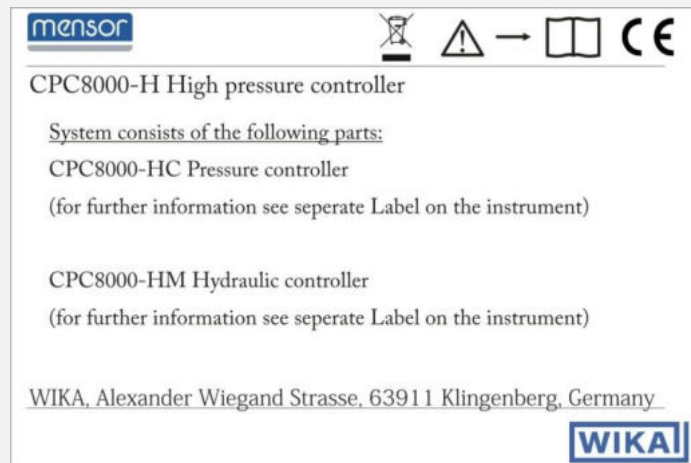 mensor
CE
CPC8000-H High pressure controller
System consists of the following parts:
CPC8000-HC Pressure controller
(for further information see seperate Label on the instrument)
CPC8000-HM Hydraulic controller
(for further information see seperate Label on the instrument)
WIKA, Alexander Wiegand Strasse, 63911 Klingenberg, Germany
WIKA